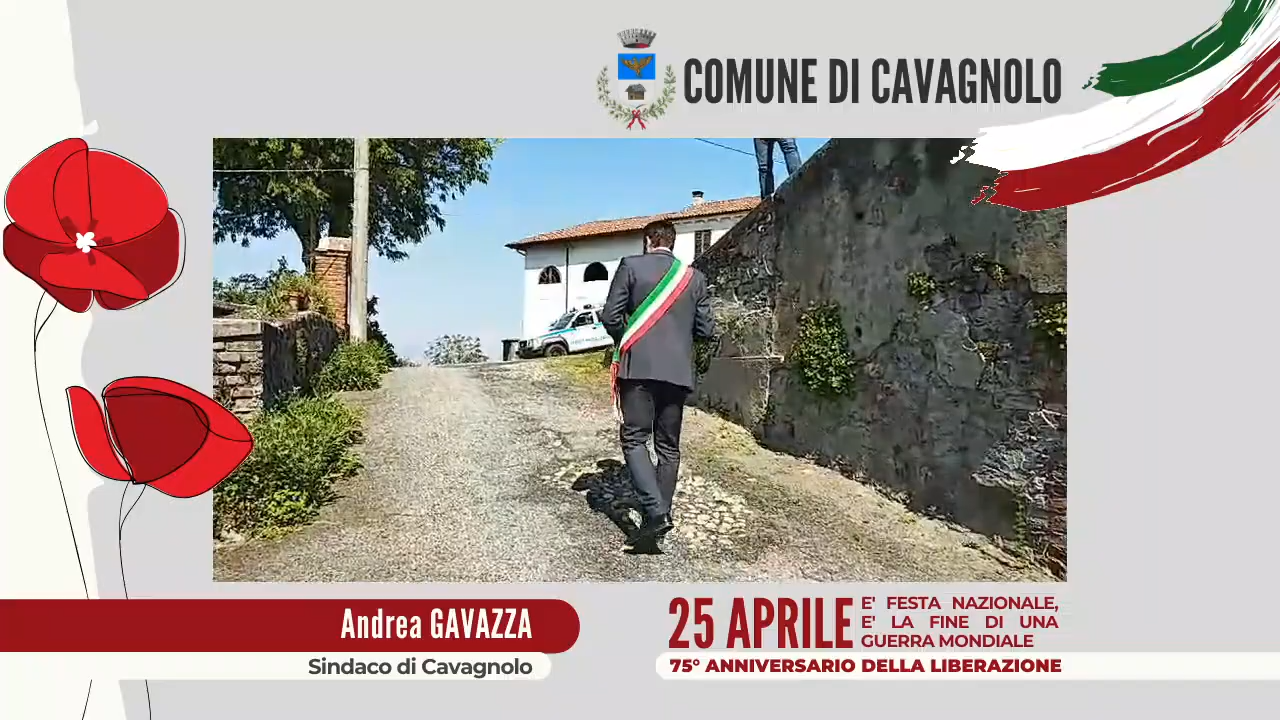 COMUNE DI CAVAGNOLO
Andrea GAVAZZA
Sindaco di Cavagnolo
25 APRILE
E' FESTA NAZIONALE,
E' LA FINE DI UNA
GUERRA MONDIALE
75° ANNIVERSARIO DELLA LIBERAZIONE